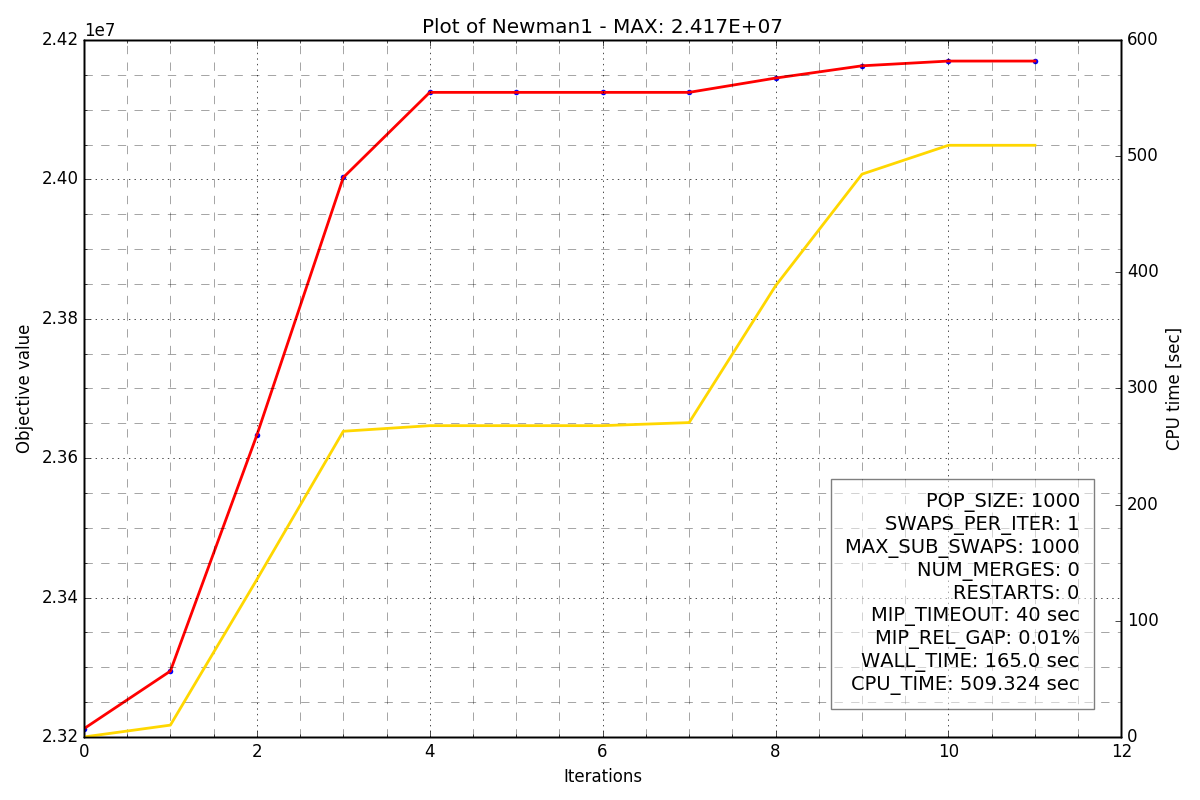 Plot of Newman1 - MAX: 2.417E+07
1e7
2.42
2.40
2.38
2.36
2.34
2.32
Objective value
600
500
400
300
200
100
0
CPU time [sec]
POP_SIZE: 1000
SWAPS_PER_ITER: 1
MAX_SUB_SWAPS: 1000
NUM_MERGES: 0
RESTARTS: 0
MIP_TIMEOUT: 40 sec
MIP_REL_GAP: 0.01%
WALL_TIME: 165.0 sec
CPU_TIME: 509.324 sec
0 2 4 6 8 10 12
Iterations